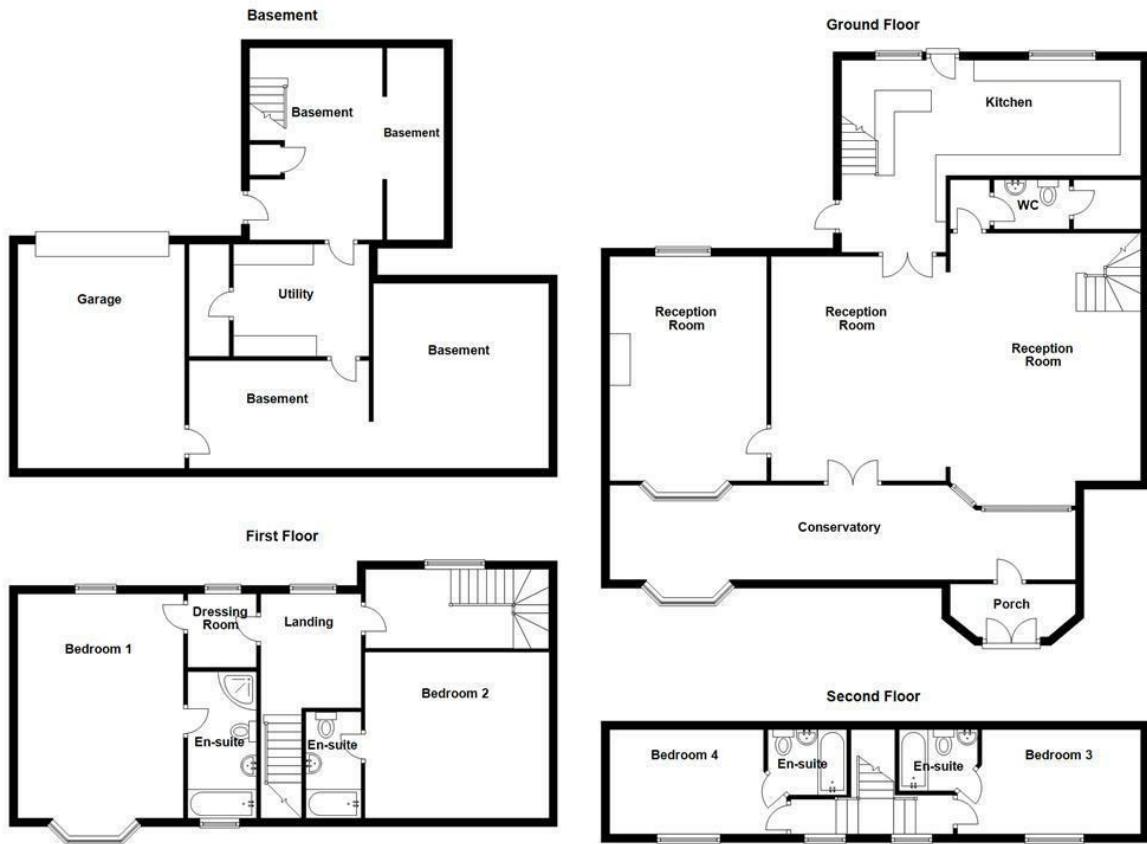 Basement
Basement
Basement
Garage
Utility
Basement
Basement
Ground Floor
Kitchen
WC
Reception
Room
Reception
Room
Reception
Room
Conservatory
Porch
First Floor
Dressing
Room
Landing
Bedroom 1
Bedroom 2
En-suite
En-suite
Second Floor
Bedroom 4
En-suite
En-suite
Bedroom 3